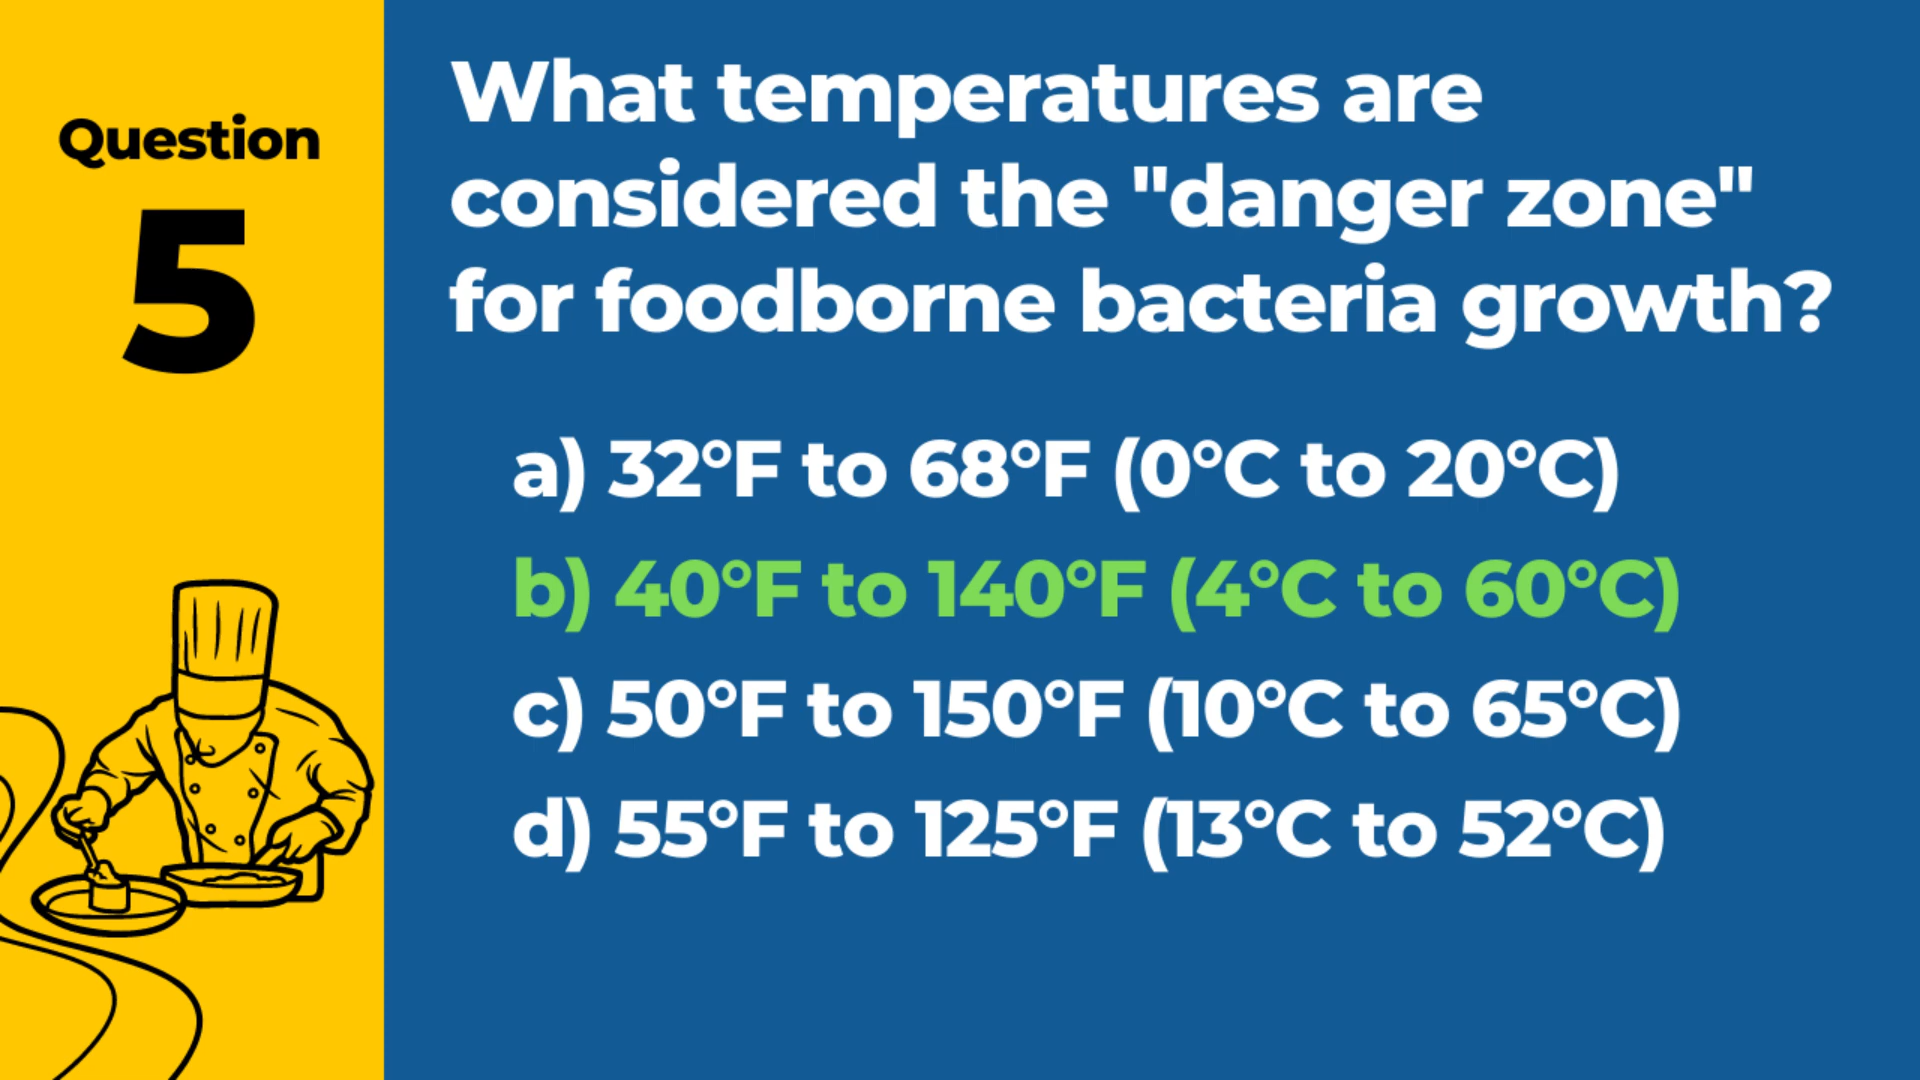 Question
5
What temperatures are
considered the "danger zone"
for foodborne bacteria growth?
a) 32°F to 68°F (0°C to 20°C)
b) 40°F to 140°F (4°C to 60°C)
c) 50°F to 150°F (10°C to 65°C)
d) 55°F to 125°F (13°C to 52°C)